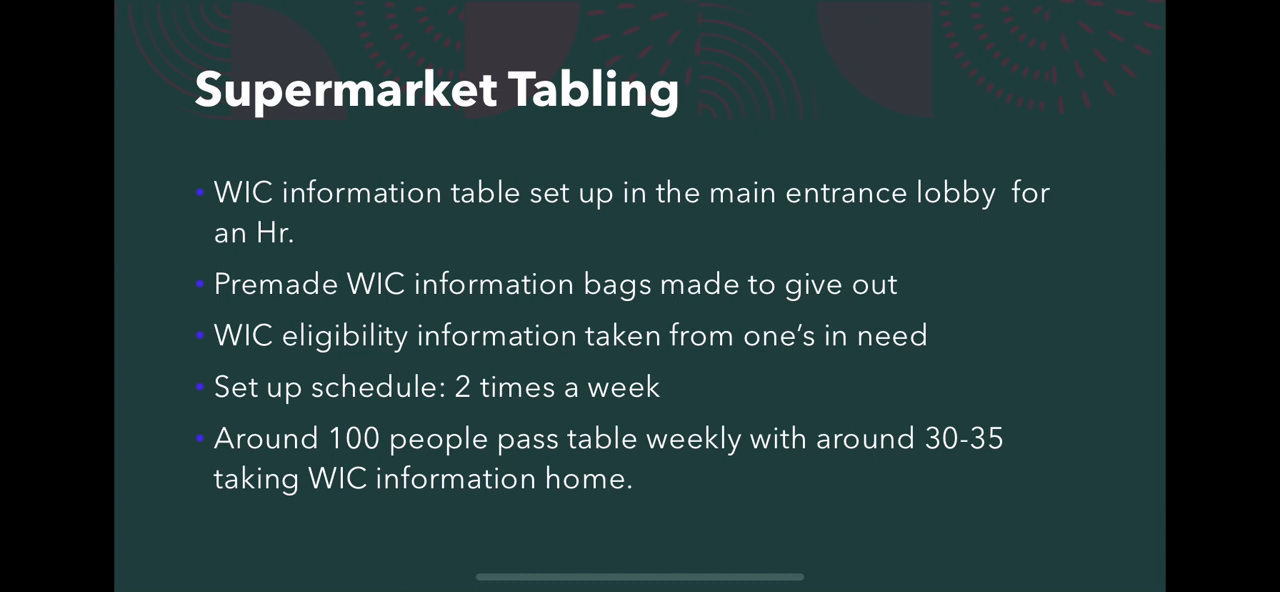 Supermarket Tabling
• WIC information table set up in the main entrance lobby  for
an Hr.
• Premade WIC information bags made to give out
• WIC eligibility information taken from one’s in need
• Set up schedule: 2 times a week
• Around 100 people pass table weekly with around 30-35
taking WIC information home.